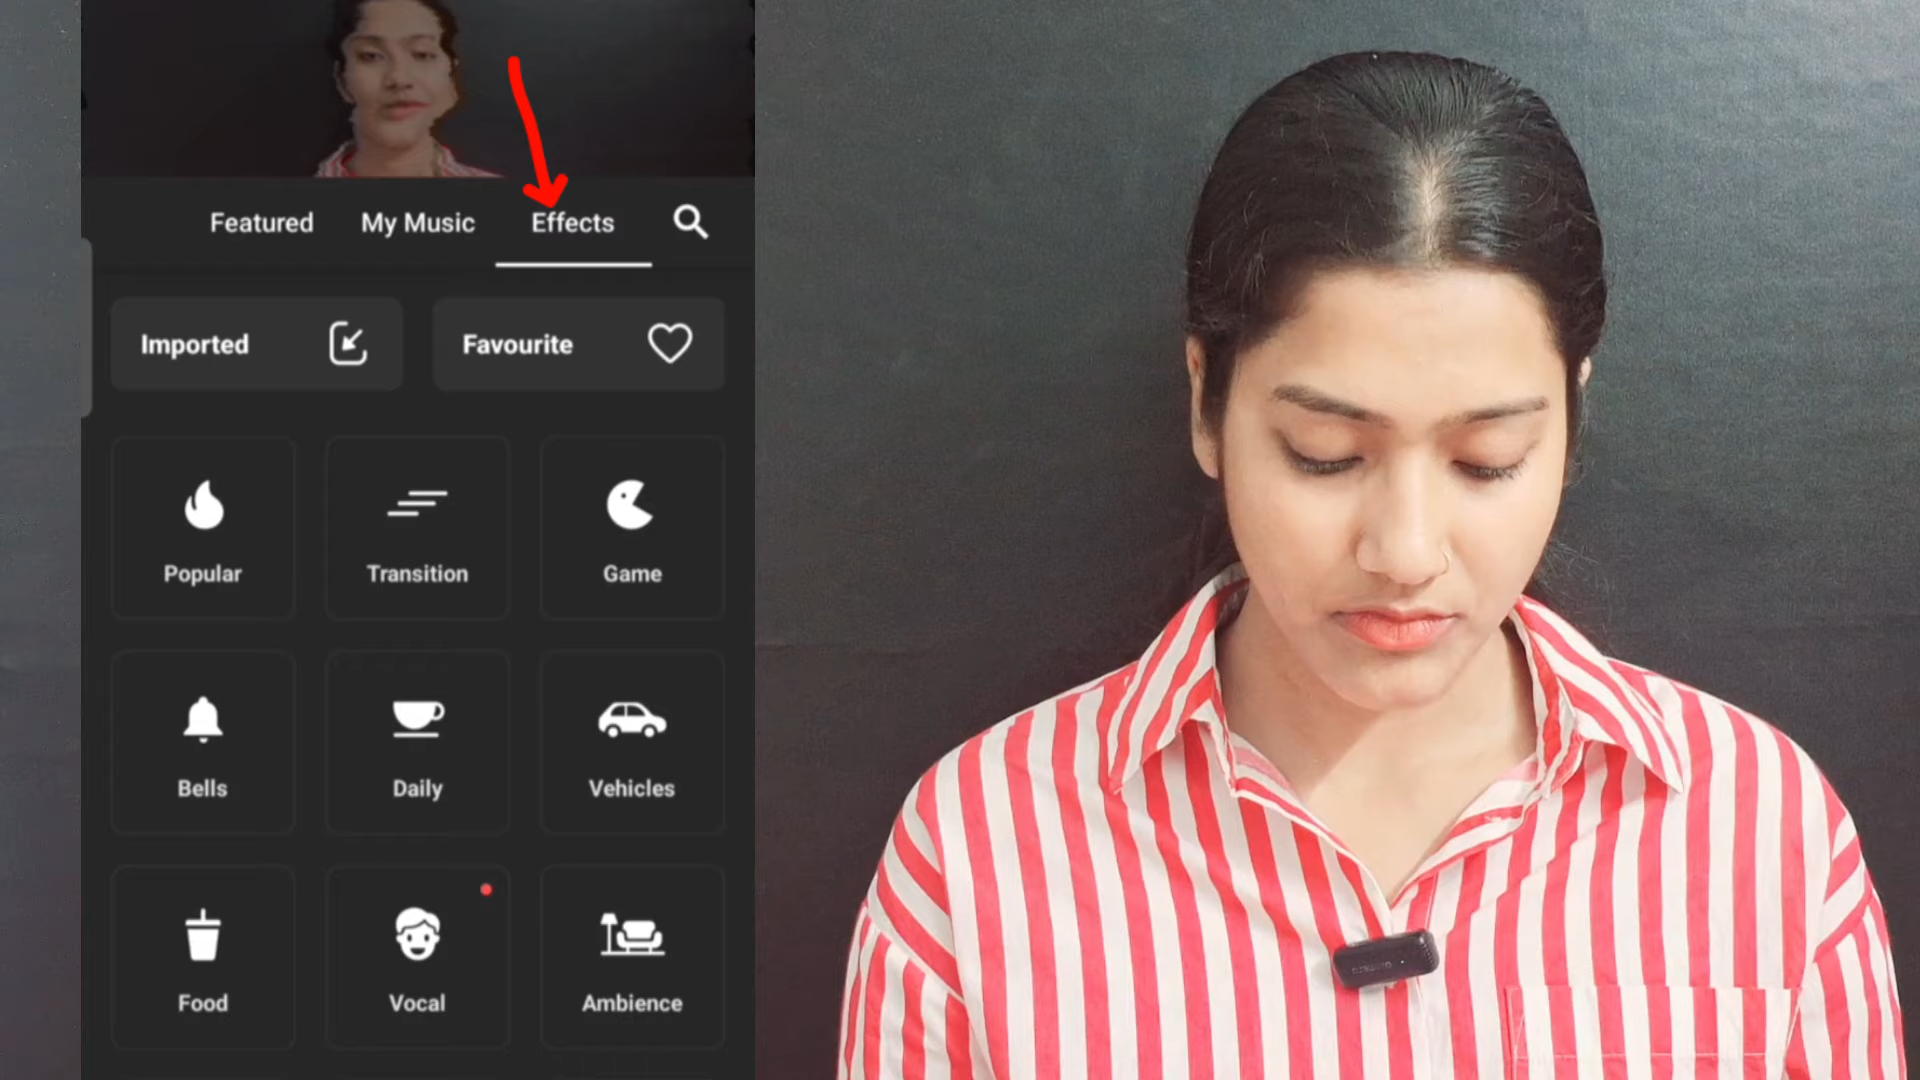 Featured
My Music
Effects
Imported
Favourite
Popular
Transition
Game
Bells
Daily
Vehicles
Food
Vocal
Ambience